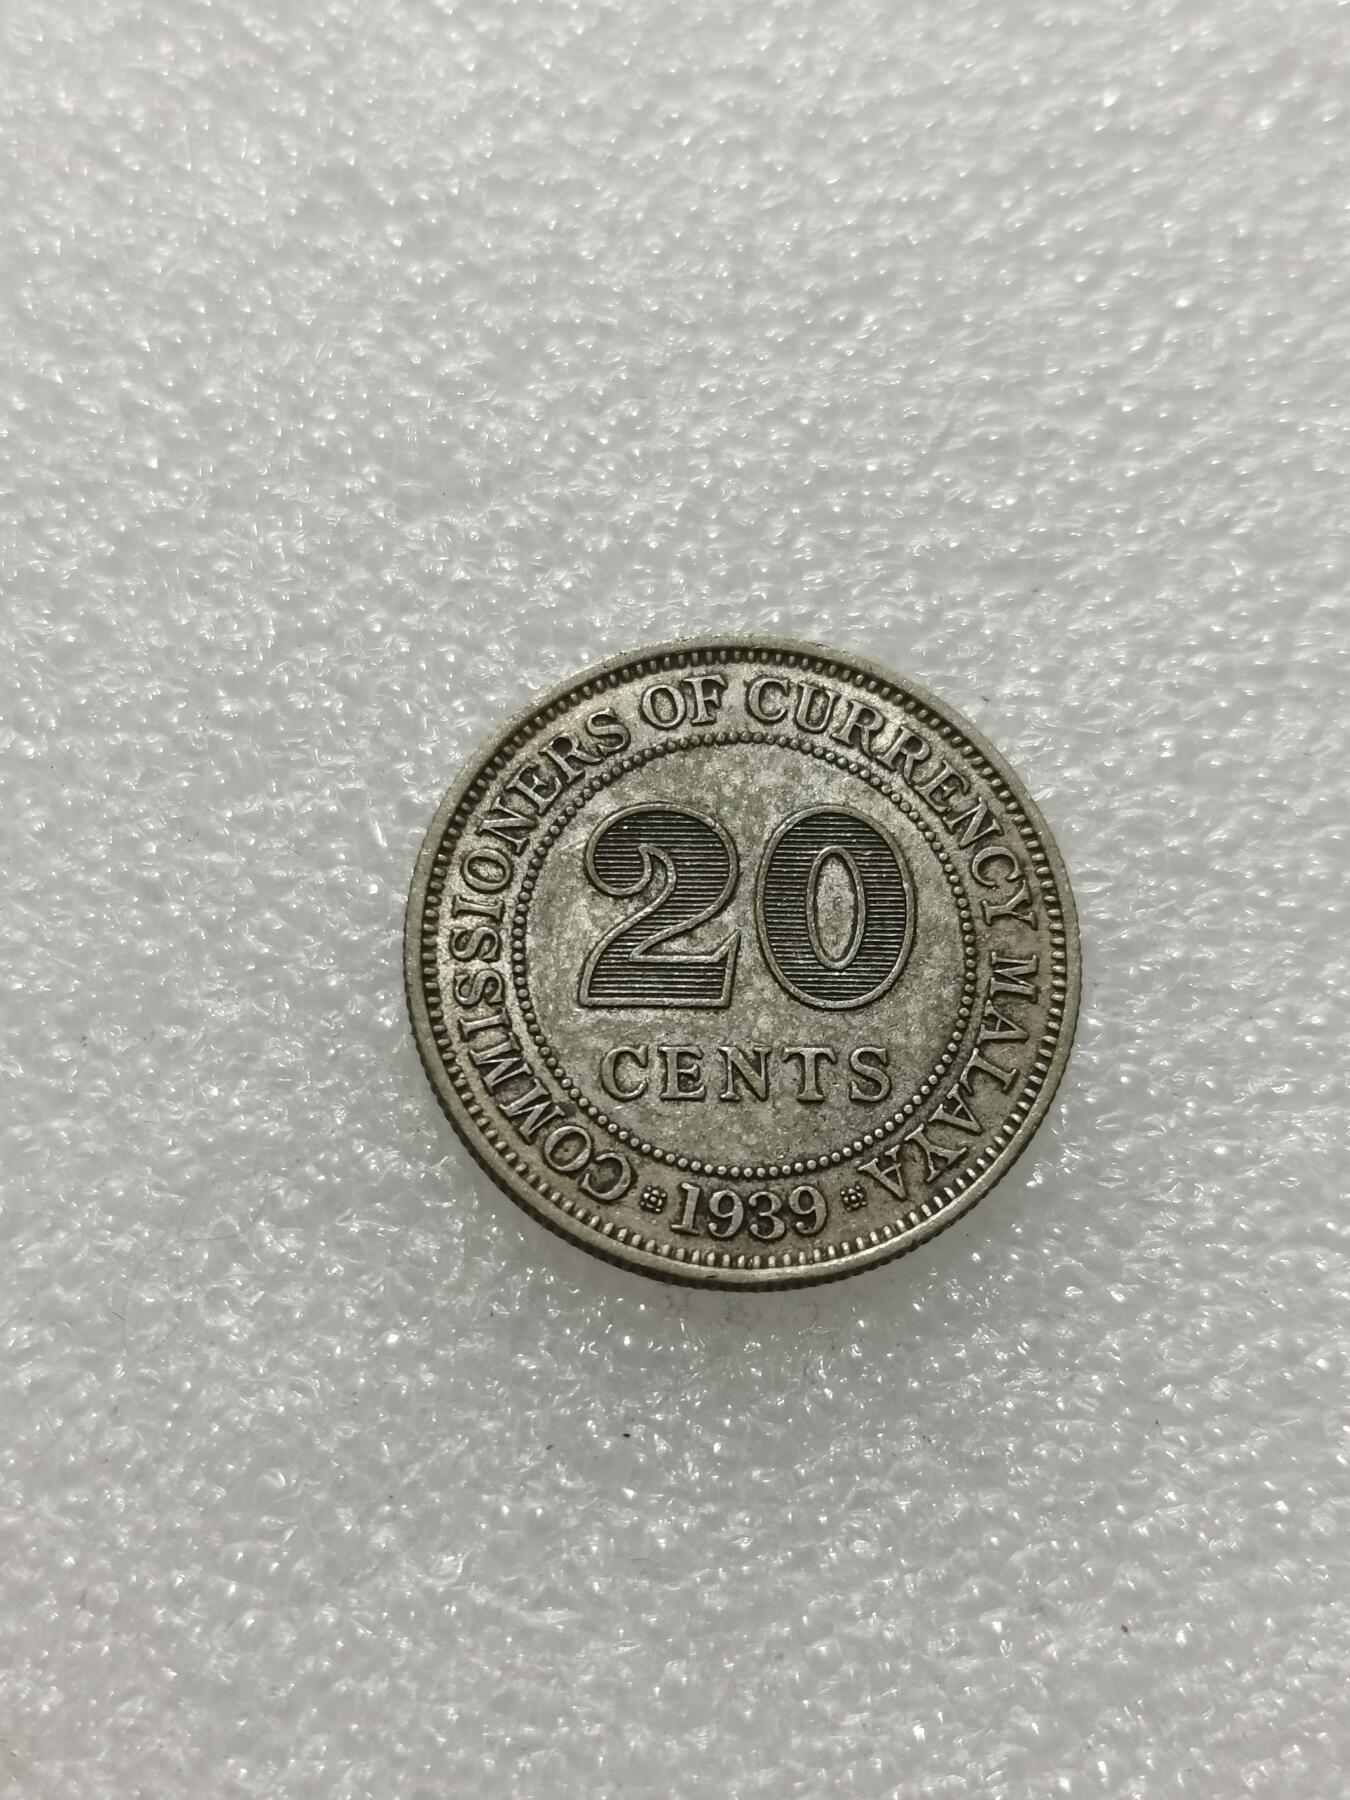 COMMISSIONERS OF CURRENCY MALAYA
20
CENTS
1939